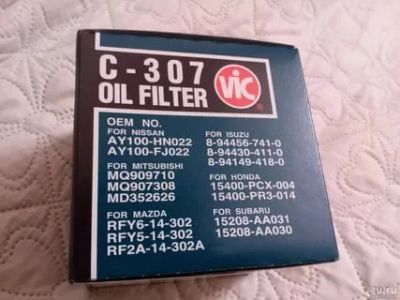 C-307
OIL FILTER
VIC
OEM NO.
FOR NISSAN
AY100-HN022
AY100-FJ022
FOR MITSUBISHI
MQ909710
MQ907308
MD352626
FOR MAZDA
RFY6-14-302
RFY5-14-302
RF2A-14-302A
FOR ISUZU
8-94456-741-0
8-94430-411-0
8-94149-418-0
FOR HONDA
15400-PCX-004
15400-PR3-014
FOR SUBARU
15208-AA031
15208-AA030